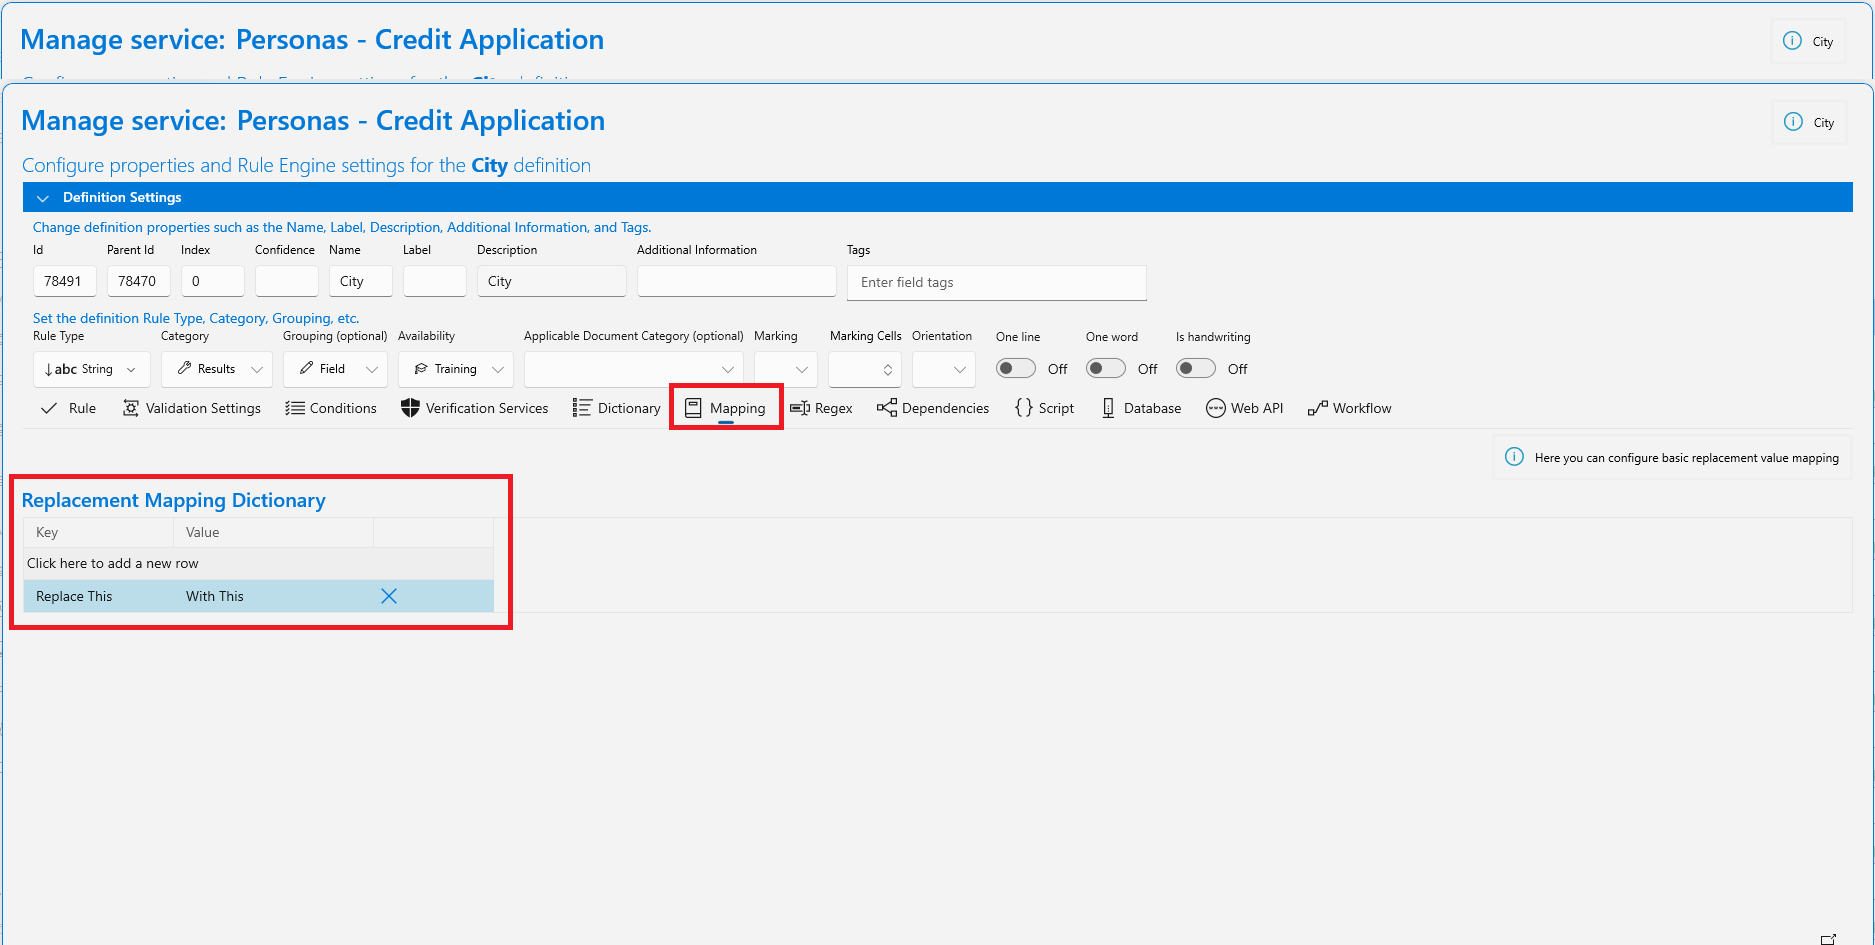 Manage service: Personas - Credit Application
City
Manage service: Personas - Credit Application
City
Configure properties and Rule Engine settings for the City definition
Definition Settings
Change definition properties such as the Name, Label, Description, Additional Information, and Tags.
Id Parent Id Index Confidence Name Label Description Additional Information Tags
78491 78470 0 City City Enter field tags
Set the definition Rule Type, Category, Grouping, etc.
Rule Type Category Grouping (optional) Availability Applicable Document Category (optional) Marking Marking Cells Orientation One line One word Is handwriting
abc String Results Field Training Off Off Off
Rule Validation Settings Conditions Verification Services Dictionary Mapping Regex Dependencies Script Database Web API Workflow
Here you can configure basic replacement value mapping
Replacement Mapping Dictionary
Key Value
Click here to add a new row
Replace This With This